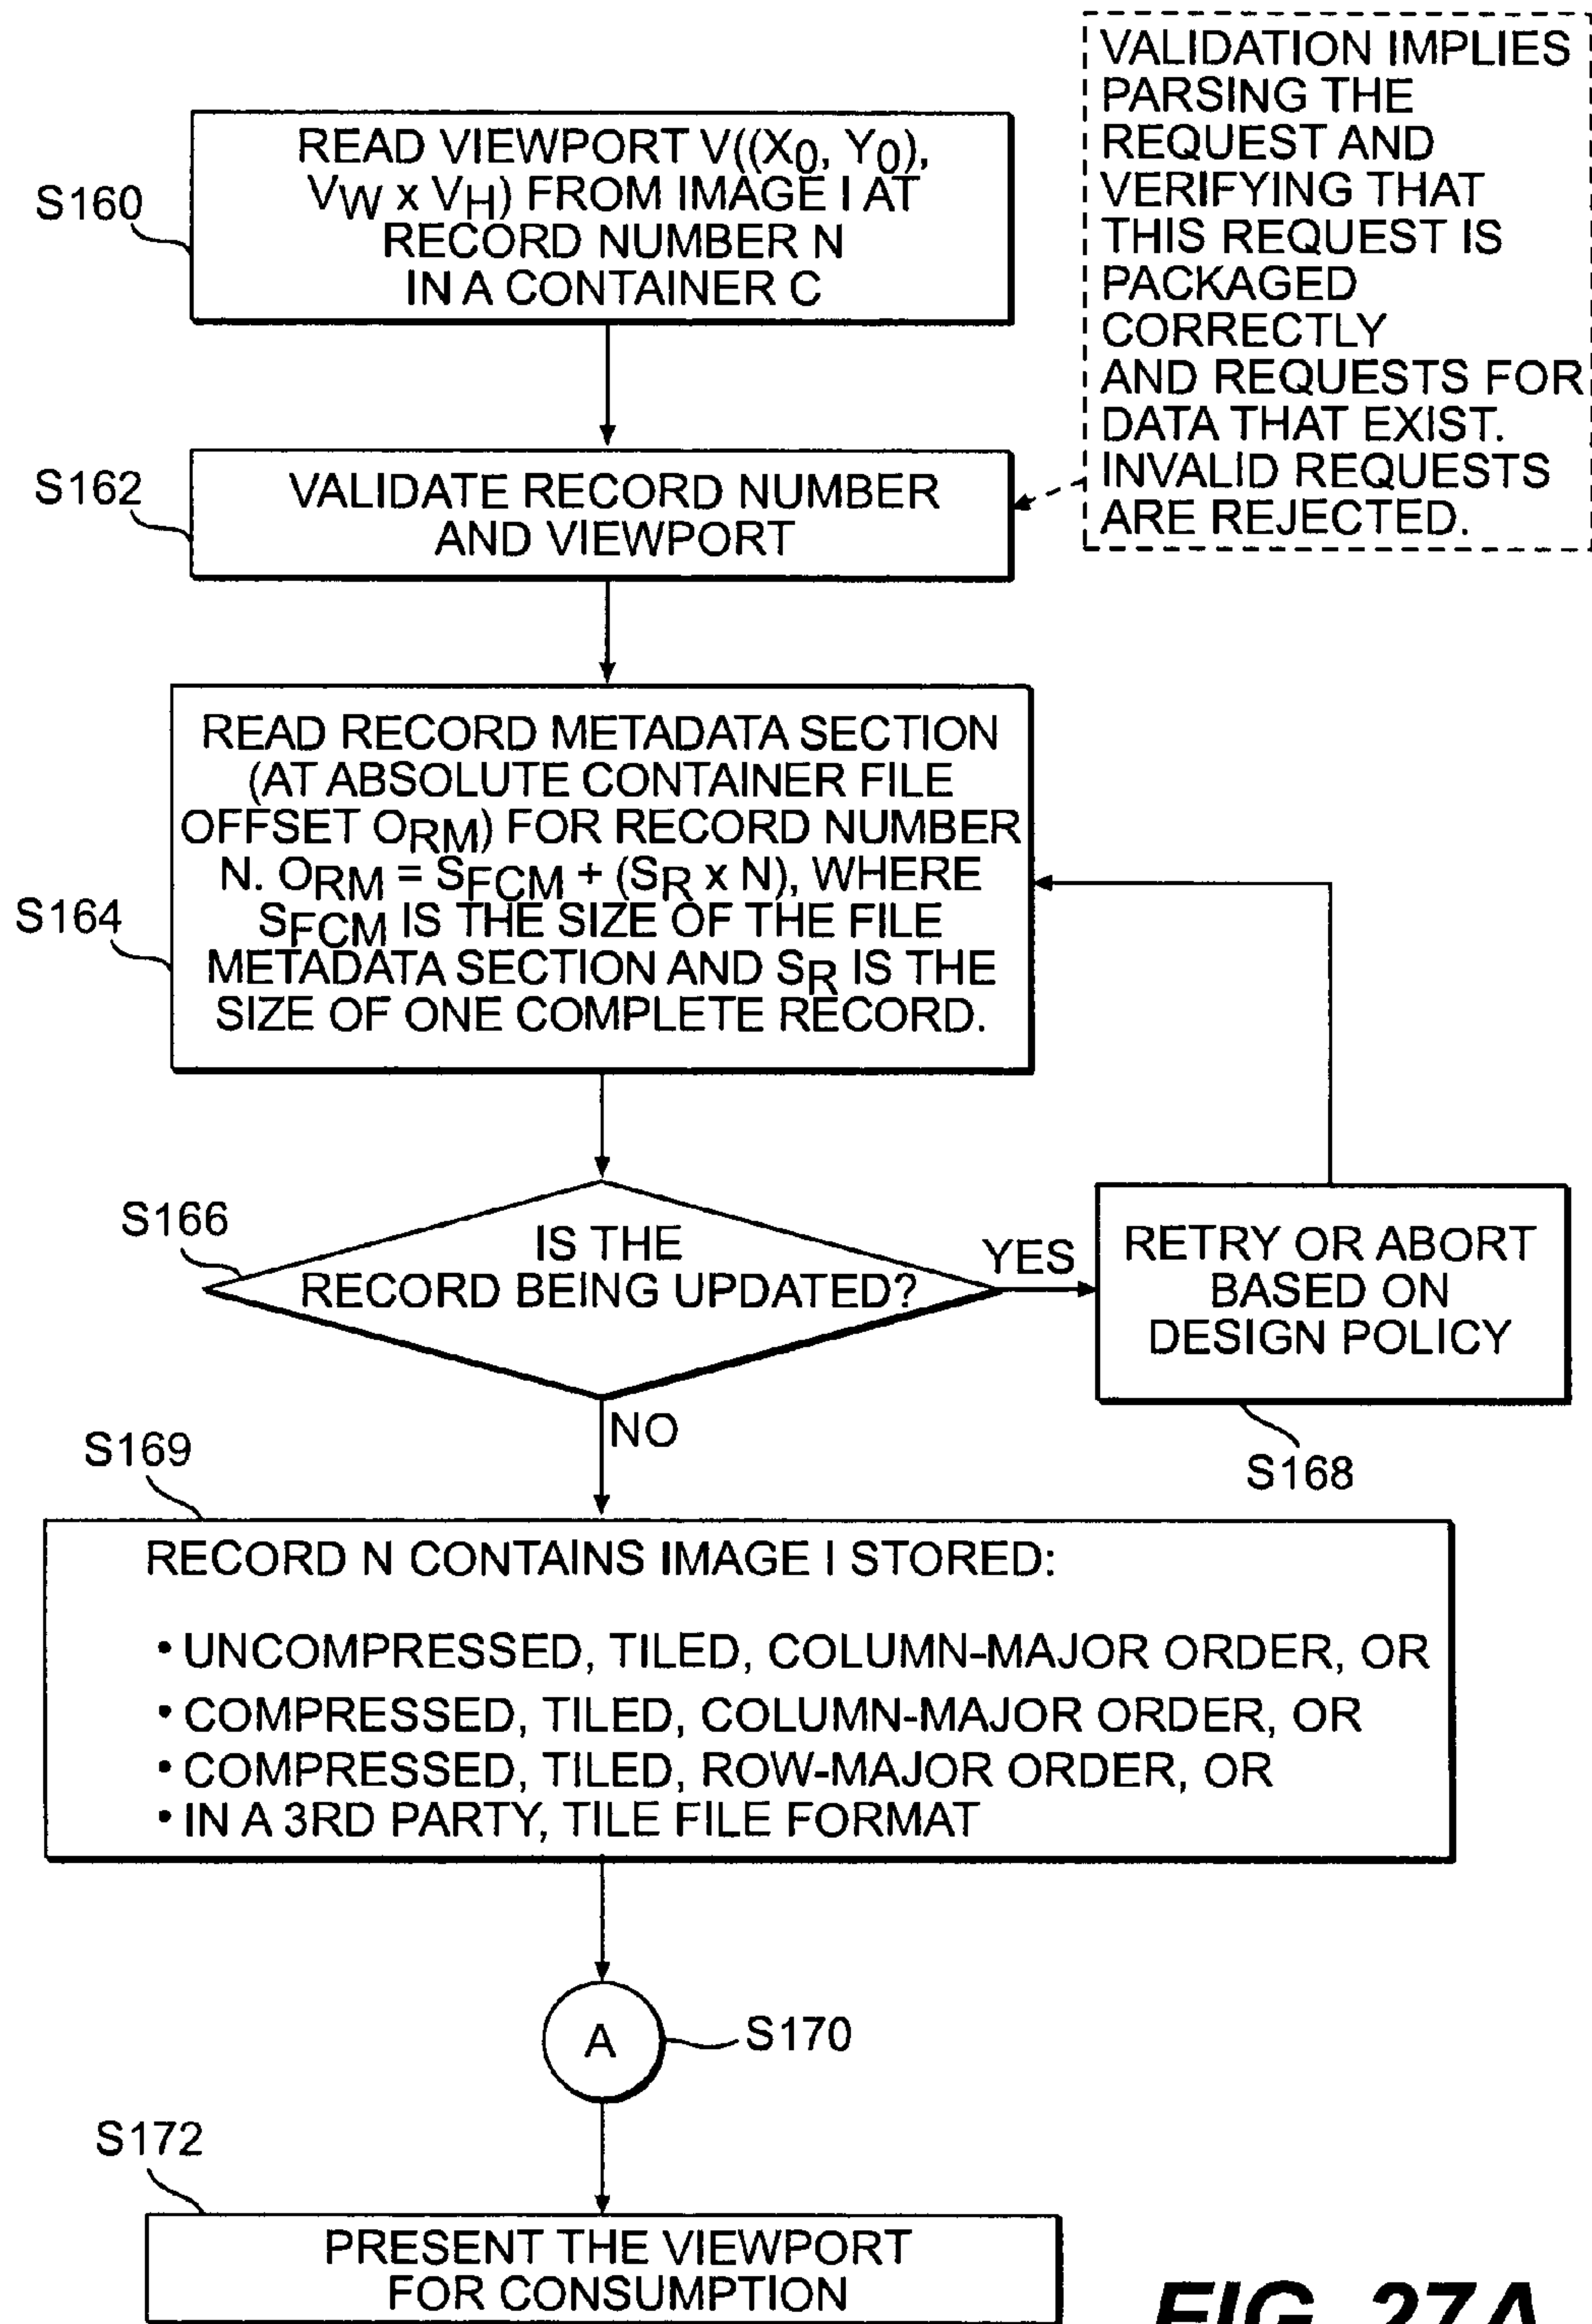 VALIDATION IMPLIES
PARSING THE
REQUEST AND
VERIFYING THAT
THIS REQUEST IS
PACKAGED
CORRECTLY
AND REQUESTS FOR
DATA THAT EXIST.
INVALID REQUESTS
ARE REJECTED.
S160
READ VIEWPORT V((X0, Y0),
VW x VH) FROM IMAGE I AT
RECORD NUMBER N
IN A CONTAINER C
S162
VALIDATE RECORD NUMBER
AND VIEWPORT
S164
READ RECORD METADATA SECTION
(AT ABSOLUTE CONTAINER FILE
OFFSET ORM) FOR RECORD NUMBER
N. ORM = SFCM + (SR x N), WHERE
SFCM IS THE SIZE OF THE FILE
METADATA SECTION AND SR IS THE
SIZE OF ONE COMPLETE RECORD.
S166
IS THE
RECORD BEING UPDATED?
YES
RETRY OR ABORT
BASED ON
DESIGN POLICY
S168
NO
S169
RECORD N CONTAINS IMAGE I STORED:
• UNCOMPRESSED, TILED, COLUMN-MAJOR ORDER, OR
• COMPRESSED, TILED, COLUMN-MAJOR ORDER, OR
• COMPRESSED, TILED, ROW-MAJOR ORDER, OR
• IN A 3RD PARTY, TILE FILE FORMAT
A
S170
S172
PRESENT THE VIEWPORT
FOR CONSUMPTION
FIG. 27A